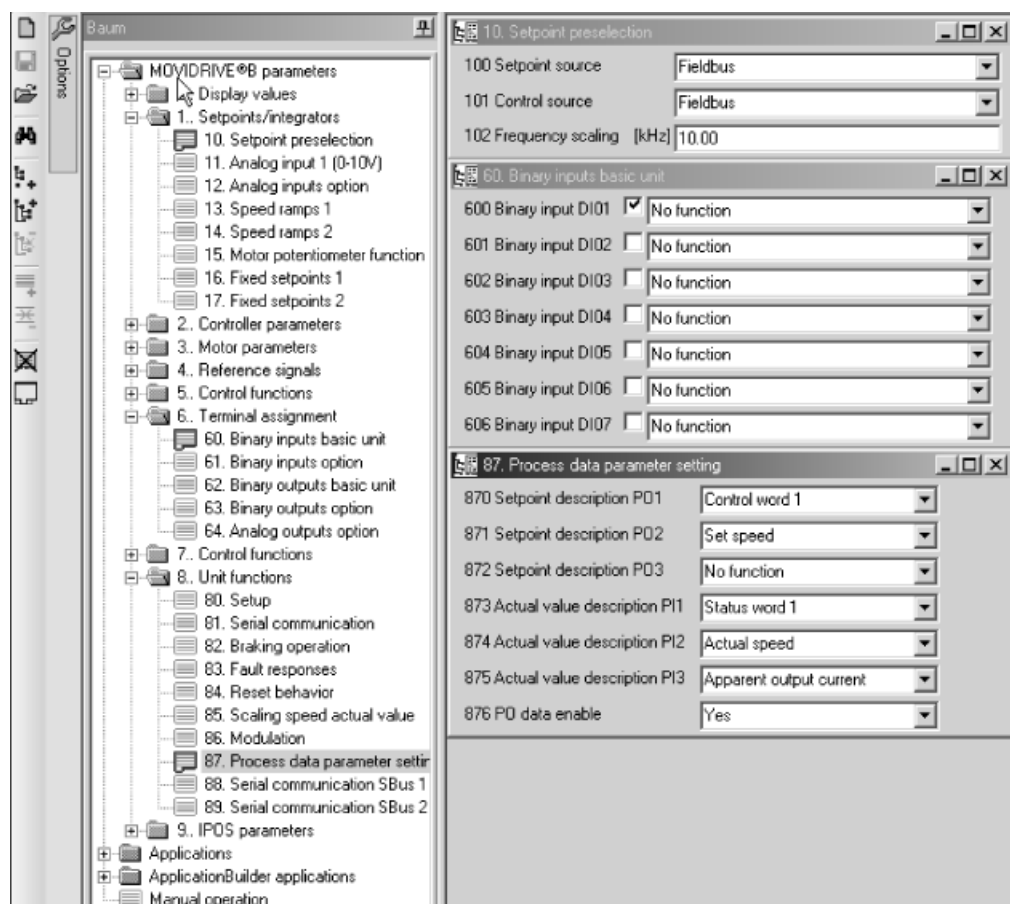 Options
Baum
MOVIDRIVE®B parameters
Display values
1.. Setpoints/integrators
10. Setpoint preselection
11. Analog input 1 (0-10V)
12. Analog inputs option
13. Speed ramps 1
14. Speed ramps 2
15. Motor potentiometer function
16. Fixed setpoints 1
17. Fixed setpoints 2
2.. Controller parameters
3.. Motor parameters
4.. Reference signals
5.. Control functions
6.. Terminal assignment
60. Binary inputs basic unit
61. Binary inputs option
62. Binary outputs basic unit
63. Binary outputs option
64. Analog outputs option
7.. Control functions
8.. Unit functions
80. Setup
81. Serial communication
82. Braking operation
83. Fault responses
84. Reset behavior
85. Scaling speed actual value
86. Modulation
87. Process data parameter settin
88. Serial communication SBus 1
89. Serial communication SBus 2
9.. IPOS parameters
Applications
ApplicationBuilder applications
Manual operation
10. Setpoint preselection
100 Setpoint source Fieldbus
101 Control source Fieldbus
102 Frequency scaling [kHz] 10.00
60. Binary inputs basic unit
600 Binary input DI01 No function
601 Binary input DI02 No function
602 Binary input DI03 No function
603 Binary input DI04 No function
604 Binary input DI05 No function
605 Binary input DI06 No function
606 Binary input DI07 No function
87. Process data parameter setting
870 Setpoint description PO1 Control word 1
871 Setpoint description PO2 Set speed
872 Setpoint description PO3 No function
873 Actual value description PI1 Status word 1
874 Actual value description PI2 Actual speed
875 Actual value description PI3 Apparent output current
876 PO data enable Yes